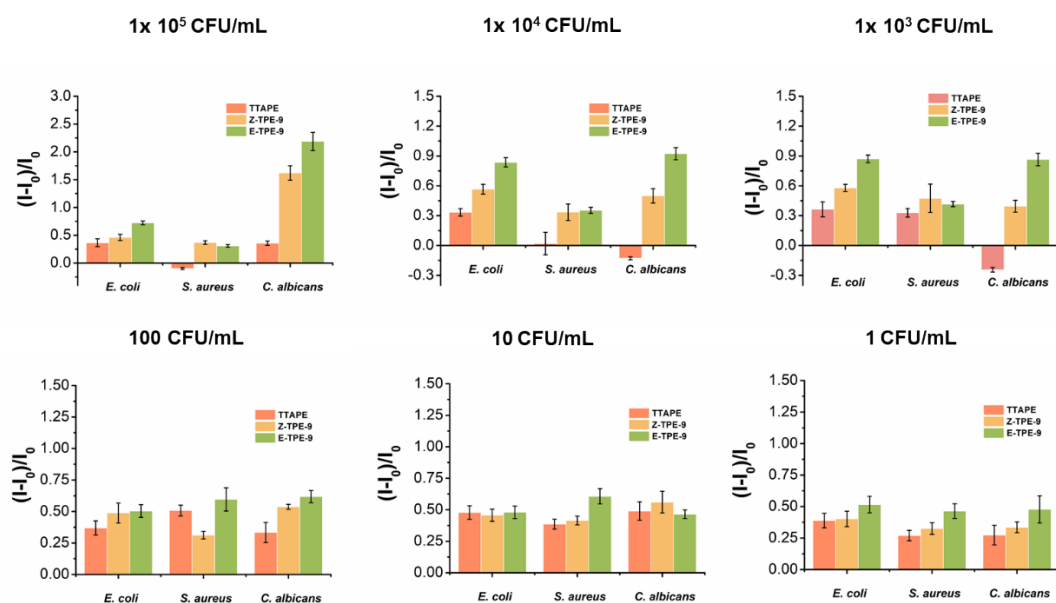 1x 10⁵ CFU/mL
(I-I₀)/I₀
3.0
2.5
2.0
1.5
1.0
0.5
0.0
TTAPE
Z-TPE-9
E-TPE-9
E. coli S. aureus C. albicans
1x 10⁴ CFU/mL
(I-I₀)/I₀
1.5
1.2
0.9
0.6
0.3
0.0
-0.3
TTAPE
Z-TPE-9
E-TPE-9
E. coli S. aureus C. albicans
1x 10³ CFU/mL
(I-I₀)/I₀
1.5
1.2
0.9
0.6
0.3
0.0
-0.3
TTAPE
Z-TPE-9
E-TPE-9
E. coli S. aureus C. albicans
100 CFU/mL
(I-I₀)/I₀
1.50
1.25
1.00
0.75
0.50
0.25
0.00
TTAPE
Z-TPE-9
E-TPE-9
E. coli S. aureus C. albicans
10 CFU/mL
(I-I₀)/I₀
1.50
1.25
1.00
0.75
0.50
0.25
0.00
TTAPE
Z-TPE-9
E-TPE-9
E. coli S. aureus C. albicans
1 CFU/mL
(I-I₀)/I₀
1.50
1.25
1.00
0.75
0.50
0.25
0.00
TTAPE
Z-TPE-9
E-TPE-9
E. coli S. aureus C. albicans